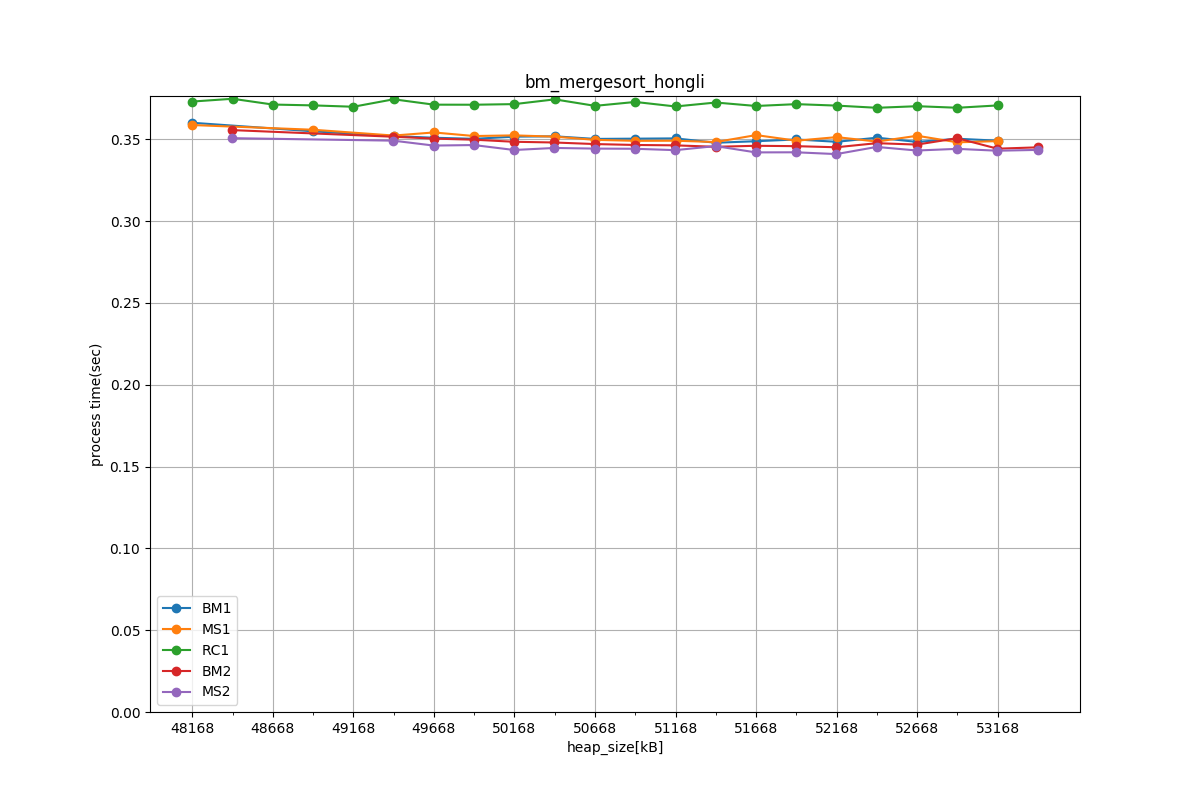 bm_mergesort_hongli
0.35
0.30
0.25
0.20
0.15
0.10
0.05
0.00
process time(sec)
BM1
MS1
RC1
BM2
MS2
48168 48668 49168 49668 50168 50668 51168 51668 52168 52668 53168
heap_size[kB]